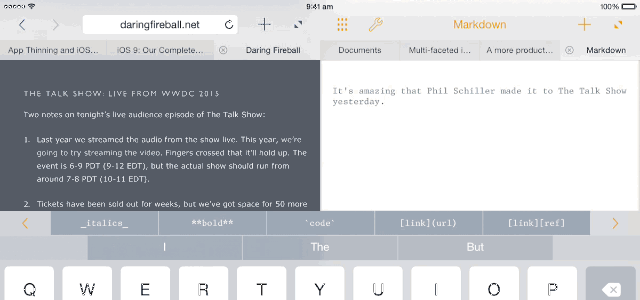 9:41 am
100%
daringfireball.net
Markdown
App Thinning and iOS...
iOS 9: Our Complete...
Daring Fireball
Documents
Multi-faceted i...
A more product...
Markdown
THE TALK SHOW: LIVE FROM WWDC 2015
Two notes on tonight's live audience episode of The Talk Show:
1. Last year we streamed the audio from the show live. This year, we're
going to try streaming the video. Fingers crossed that it'll hold up. The
event is 6-9 PDT (9-12 EDT), but the actual show should run from
around 7-8 PDT (10-11 EDT).
2. Tickets have been sold out for weeks, but we've got space for 50 more
It's amazing that Phil Schiller made it to The Talk Show
yesterday.
_italics_
**bold**
`code`
[link](url)
[link][ref]
I
The
But
Q W E R T Y U I O P